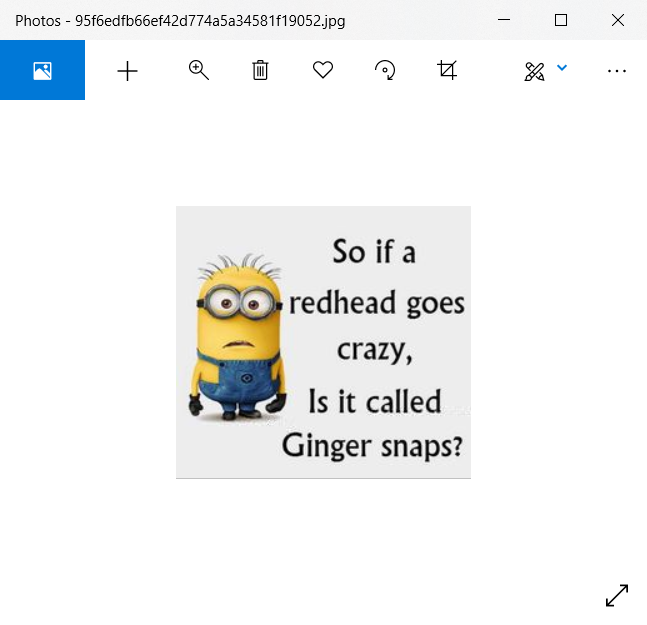 Photos - 95f6edfb66ef42d774a5a34581f19052.jpg
So if a
redhead goes
crazy,
Is it called
Ginger snaps?